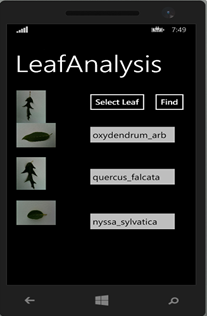 7:49
LeafAnalysis
Select Leaf Find
oxydendrum_arb
quercus_falcata
nyssa_sylvatica